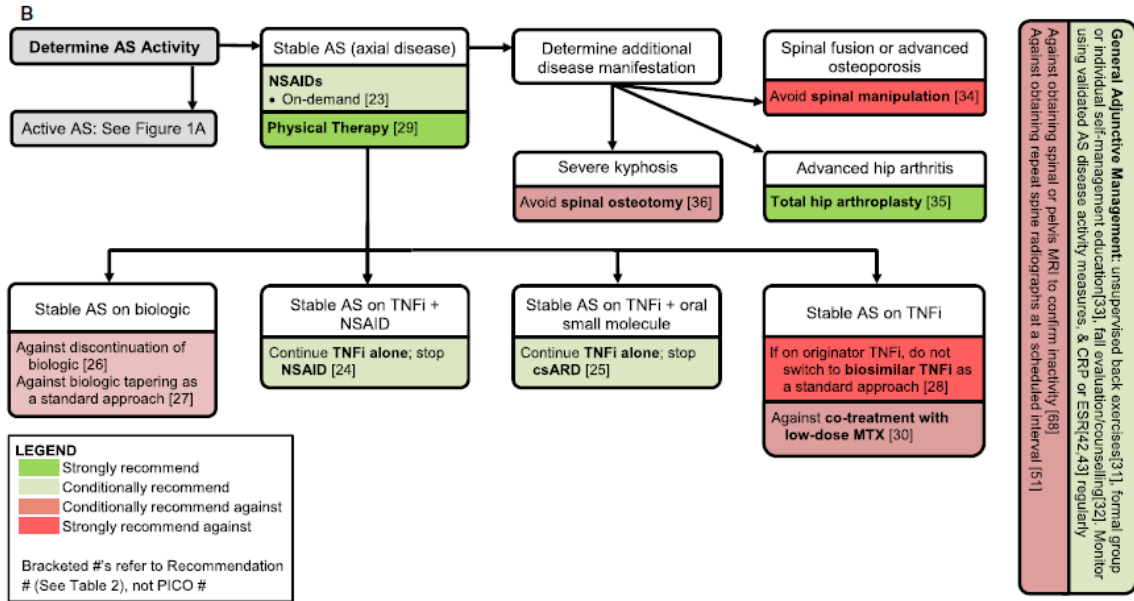 B
Determine AS Activity
Active AS: See Figure 1A
Stable AS (axial disease)
NSAIDs
• On-demand [23]
Physical Therapy [29]
Determine additional
disease manifestation
Spinal fusion or advanced
osteoporosis
Avoid spinal manipulation [34]
Severe kyphosis
Avoid spinal osteotomy [36]
Advanced hip arthritis
Total hip arthroplasty [35]
Stable AS on biologic
Against discontinuation of
biologic [26]
Against biologic tapering as
a standard approach [27]
Stable AS on TNFi +
NSAID
Continue TNFi alone; stop
NSAID [24]
Stable AS on TNFi + oral
small molecule
Continue TNFi alone; stop
csARD [25]
Stable AS on TNFi
If on originator TNFi, do not
switch to biosimilar TNFi as
a standard approach [28]
Against co-treatment with
low-dose MTX [30]
LEGEND
Strongly recommend
Conditionally recommend
Conditionally recommend against
Strongly recommend against
Bracketed #'s refer to Recommendation
# (See Table 2), not PICO #
General Adjunctive Management: unsupervised back exercises[31], formal group
or individual self-management education[33], fall evaluation/counselling[32]. Monitor
using validated AS disease activity measures, & CRP or ESR[42,43] regularly
Against obtaining spinal or pelvis MRI to confirm inactivity [68]
Against obtaining repeat spine radiographs at a scheduled interval [51]